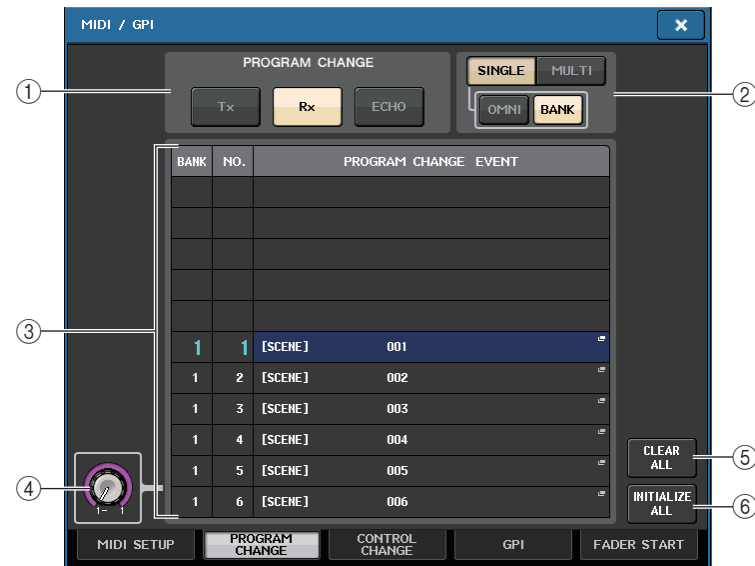 MIDI / GPI
PROGRAM CHANGE
Tx
Rx
ECHO
SINGLE
MULTI
OMNI
BANK
①
②
BANK NO. PROGRAM CHANGE EVENT
③
1 1 [SCENE] 001
1 2 [SCENE] 002
1 3 [SCENE] 003
1 4 [SCENE] 004
1 5 [SCENE] 005
1 6 [SCENE] 006
④
1- 1
CLEAR
ALL
⑤
INITIALIZE
ALL
⑥
MIDI SETUP
PROGRAM
CHANGE
CONTROL
CHANGE
GPI
FADER START